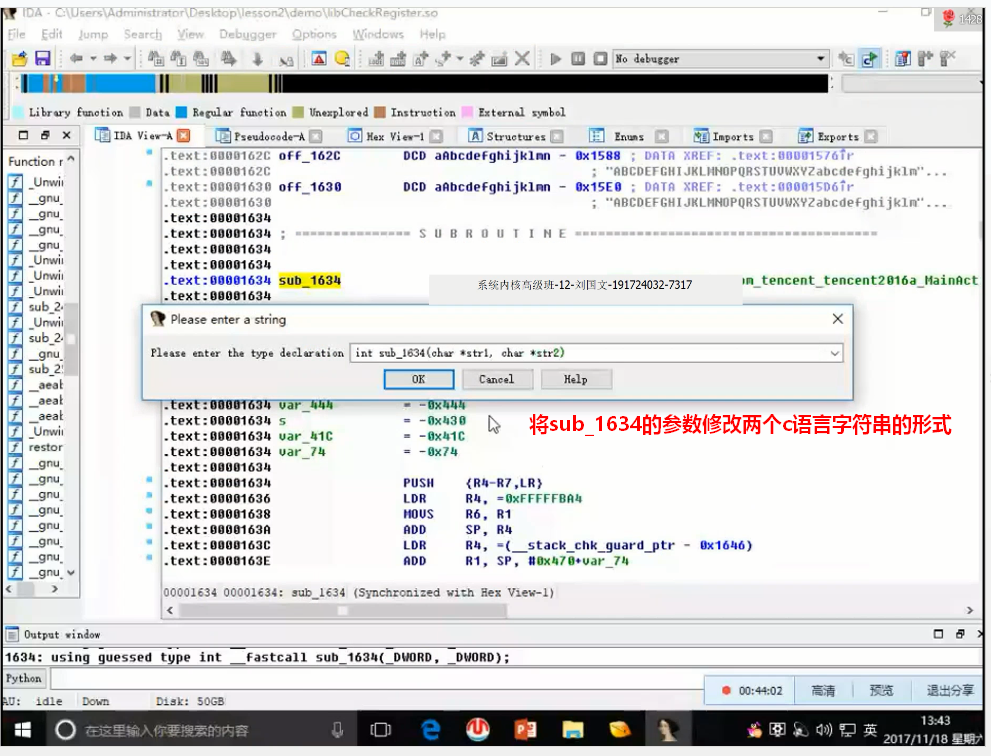 IDA - C:\Users\Administrator\Desktop\lesson2\demo\libCheckRegister.so
1428
File Edit Jump Search View Debugger Options Windows Help
No debugger
Library function Data Regular function Unexplored Instruction External symbol
IDA View-A Pseudocode-A Hex View-1 Structures Enums Imports Exports
Function r
_Unwi
__gnu_
__gnu_
__gnu_
__gnu_
_Unwi
_Unwi
_Unwi
sub_24
_Unwi
sub_24
__gnu_
sub_2
__aeab
__aeab
__aeab
_Unwi
restor
__gnu_
__gnu_
__gnu_
__gnu_
__gnu_
__gnu_
__gnu_
__gnu_
.text:0000162C off_162C DCD aAbcdefghijklmn - 0x1588 ; DATA XREF: .text:00001576↑r
.text:0000162C ; "ABCDEFGHIJKLMNOPQRSTUVWXYZabcdefghijklm"...
.text:00001630 off_1630 DCD aAbcdefghijklmn - 0x15E0 ; DATA XREF: .text:000015D6↑r
.text:00001630 ; "ABCDEFGHIJKLMNOPQRSTUVWXYZabcdefghijklm"...
.text:00001634
.text:00001634 ; =============== S U B R O U T I N E =======================================
.text:00001634
.text:00001634
.text:00001634 sub_1634 om_tencent_tencent2016a_MainAct
.text:00001634
系统内核高级班-12-刘国文-191724032-7317
Please enter a string
Please enter the type declaration int sub_1634(char *str1, char *str2)
OK Cancel Help
.text:00001634 var_444 = -0x444
.text:00001634 s = -0x430
.text:00001634 var_41C = -0x41C
.text:00001634 var_74 = -0x74
将sub_1634的参数修改两个c语言字符串的形式
.text:00001634
.text:00001634 PUSH {R4-R7,LR}
.text:00001636 LDR R4, =0xFFFFFBA4
.text:00001638 MOVS R6, R1
.text:0000163A ADD SP, R4
.text:0000163C LDR R4, =(__stack_chk_guard_ptr - 0x1646)
.text:0000163E ADD R1, SP, #0x470+var_74
00001634 00001634: sub_1634 (Synchronized with Hex View-1)
Output window
1634: using guessed type int __fastcall sub_1634(_DWORD, _DWORD);
Python
AU: idle Down Disk: 50GB
00:44:02 高清 预览 退出分享
在这里输入你要搜索的内容
英
13:43
2017/11/18 星期六